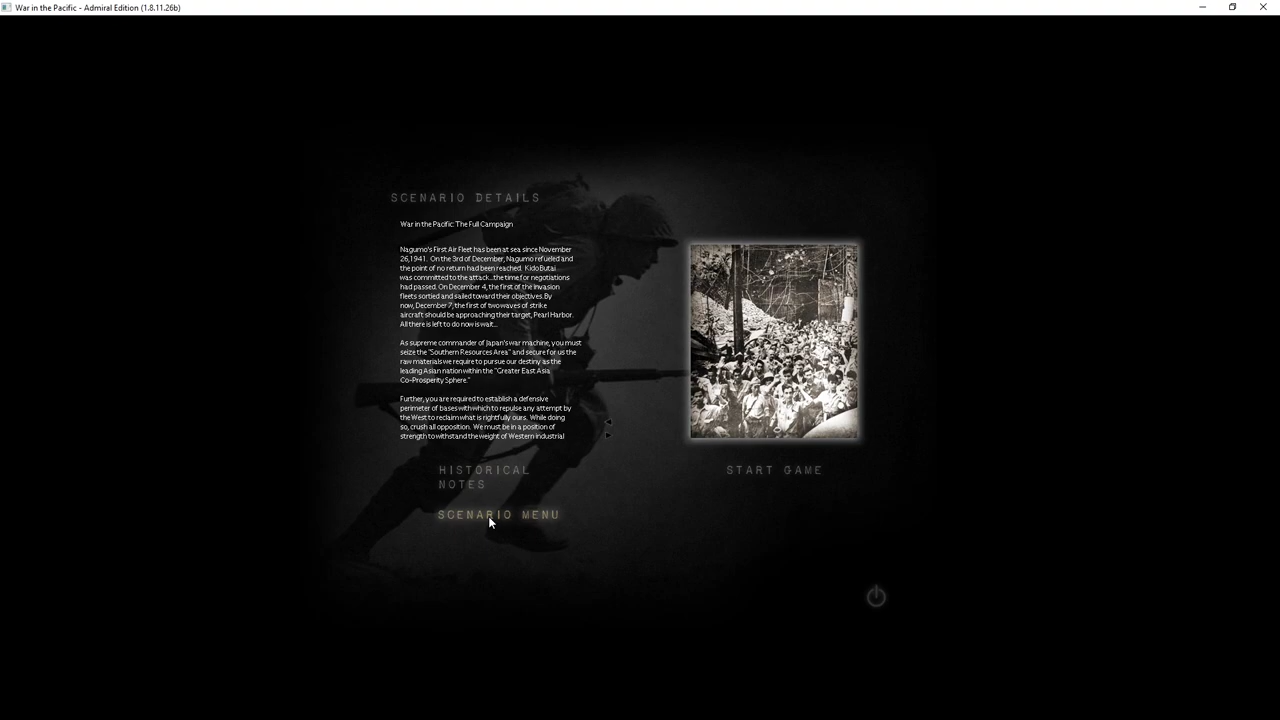 War in the Pacific - Admiral Edition (1.8.11.26b)
SCENARIO DETAILS
War in the Pacific: The Full Campaign
Nagumo's First Air Fleet has been at sea since November
26,1941. On the 3rd of December, Nagumo refueled and
the point of no return had been reached. Kido Butai
was committed to the attack...the time for negotiations
had passed. On December 4, the first of the invasion
fleets sortied and sailed toward their objectives.By
now, December 7, the first of two waves of strike
aircraft should be approaching their target, Pearl Harbor.
All there is left to do now is wait...
As supreme commander of Japan's war machine, you must
seize the "Southern Resources Area" and secure for us the
raw materials we require to pursue our destiny as the
leading Asian nation within the "Greater East Asia
Co-Prosperity Sphere."
Further, you are required to establish a defensive
perimeter of bases with which to repulse any attempt by
the West to reclaim what is rightfully ours. While doing
so, crush all opposition. We must be in a position of
strength to withstand the weight of Western industrial
HISTORICAL
NOTES
START GAME
SCENARIO MENU